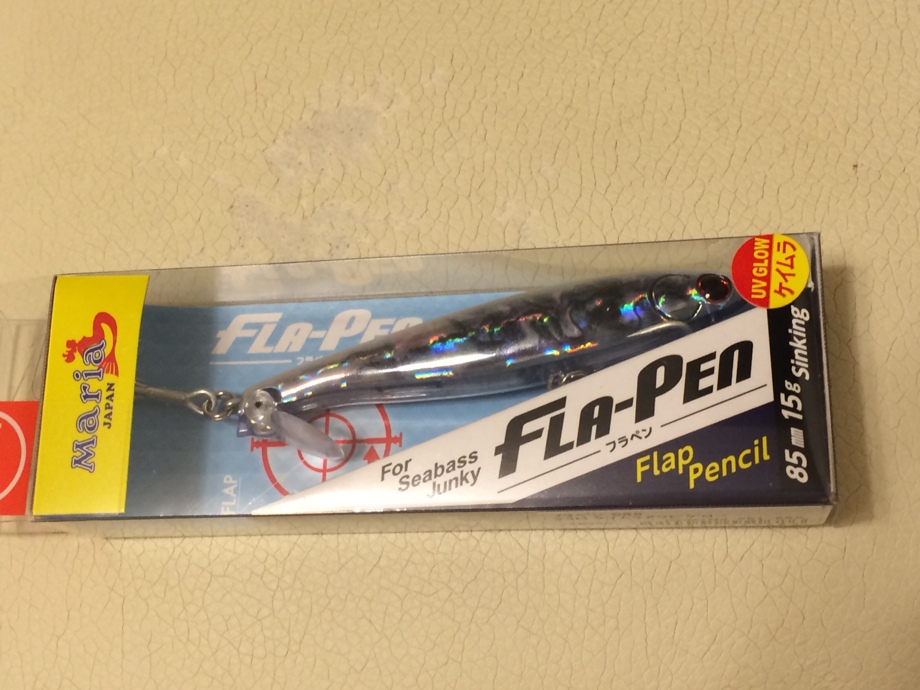 Maria
JAPAN
FLA-PEN
FLAP
For
Seabass
Junky
FLA-PEN
フラペン
Flap
Pencil
UV GLOW
ケイムラ
85mm 15g Sinking